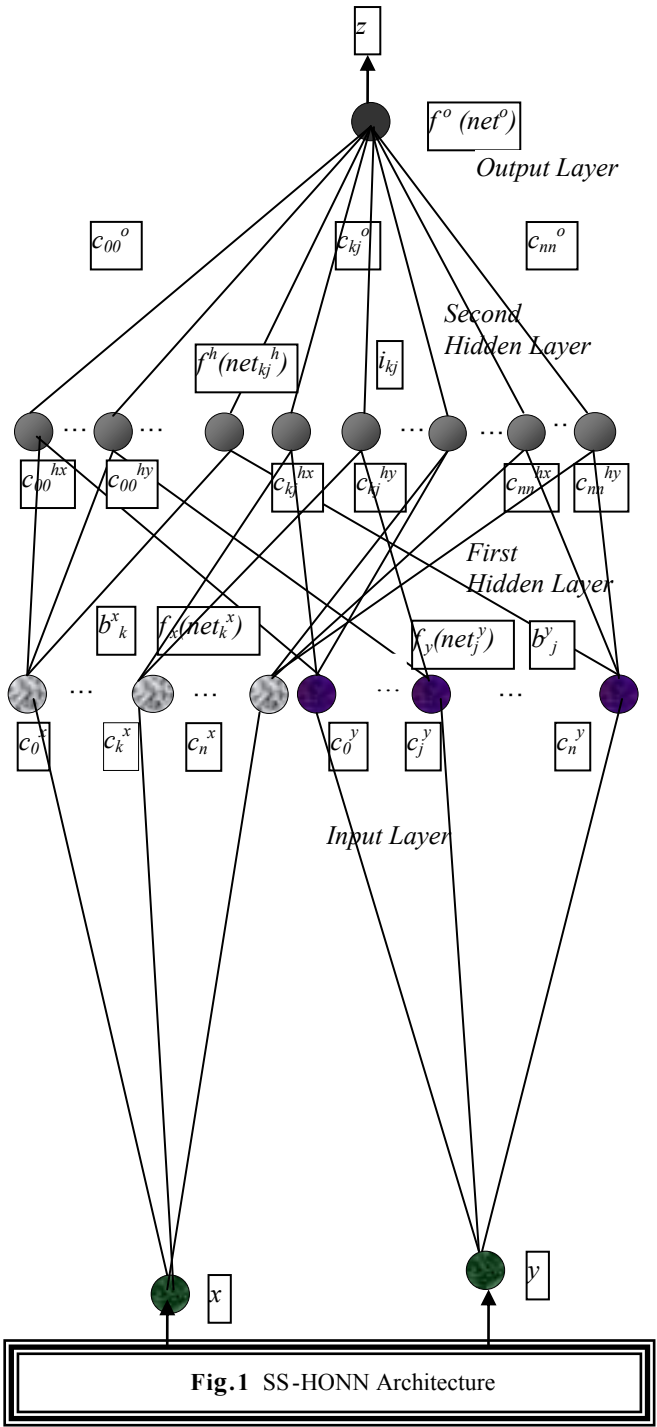 z
f^o (net^o)
Output Layer
c_00^o c_kj^o c_nn^o
Second
Hidden Layer
f^h(net_kj^h) i_kj
... ... ... ... ..
c_00^hx c_00^hy c_kj^hx c_kj^hy c_nn^hx c_nn^hy
First
Hidden Layer
b^x_k f_x(net_k^x) f_y(net_j^y) b^y_j
... ... ... ...
c_0^x c_k^x c_n^x c_0^y c_j^y c_n^y
Input Layer
x y
Fig.1 SS-HONN Architecture